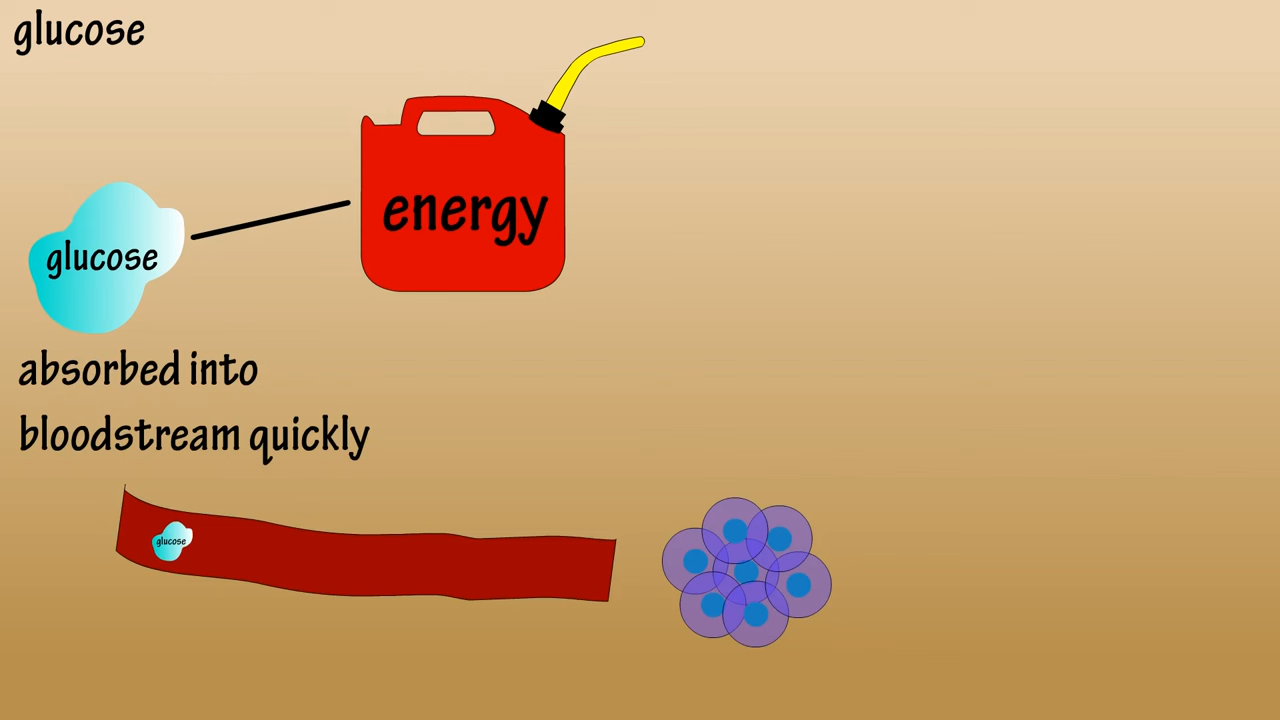 glucose
energy
glucose
absorbed into
bloodstream quickly
glucose